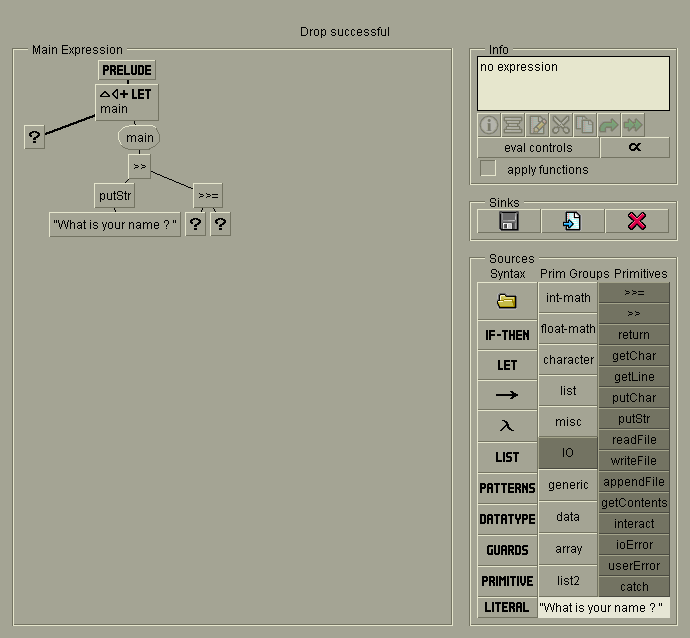 Drop successful
Main Expression
PRELUDE
LET
main
?
main
>>
putStr
>>=
"What is your name ? "
?
?
Info
no expression
eval controls
∝
apply functions
Sinks
Sources
Syntax Prim Groups Primitives
IF-THEN
LET
→
λ
LIST
PATTERNS
DATATYPE
GUARDS
PRIMITIVE
LITERAL
int-math
float-math
character
list
misc
IO
generic
data
array
list2
>>=
>>
return
getChar
getLine
putChar
putStr
readFile
writeFile
appendFile
getContents
interact
ioError
userError
catch
"What is your name ? "